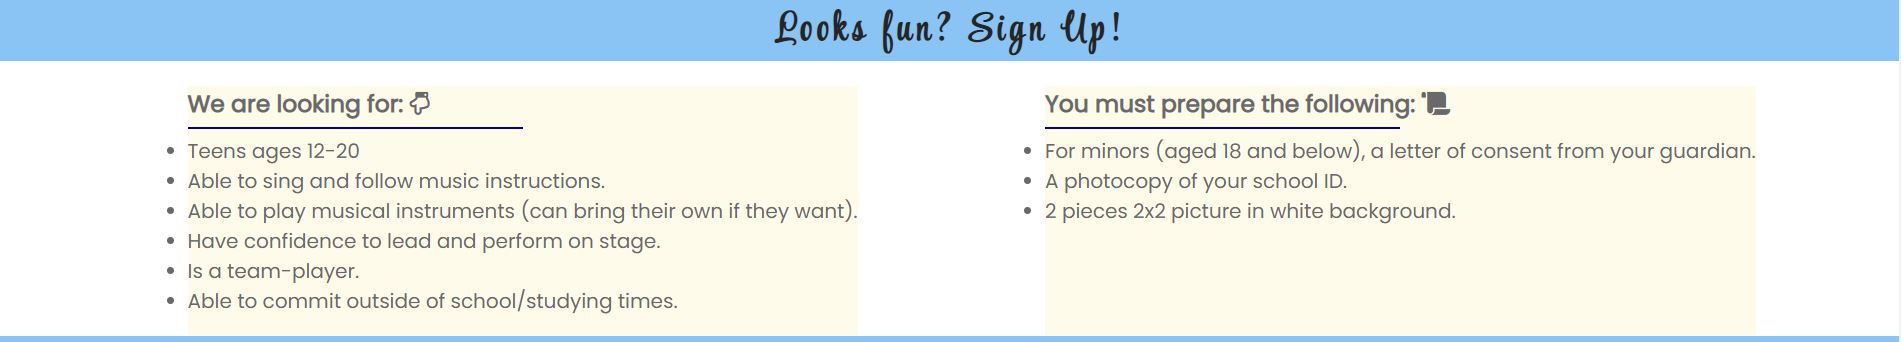 Looks fun? Sign Up!
We are looking for:
Teens ages 12-20
Able to sing and follow music instructions.
Able to play musical instruments (can bring their own if they want).
Have confidence to lead and perform on stage.
Is a team-player.
Able to commit outside of school/studying times.
You must prepare the following:
For minors (aged 18 and below), a letter of consent from your guardian.
A photocopy of your school ID.
2 pieces 2x2 picture in white background.